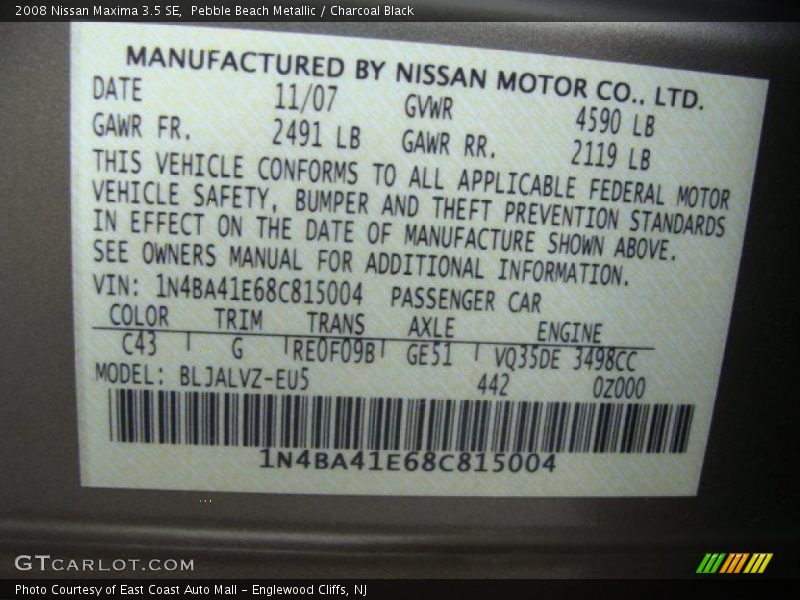 2008 Nissan Maxima 3.5 SE, Pebble Beach Metallic / Charcoal Black
MANUFACTURED BY NISSAN MOTOR CO., LTD.
DATE 11/07 GVWR 4590 LB
GAWR FR. 2491 LB GAWR RR. 2119 LB
THIS VEHICLE CONFORMS TO ALL APPLICABLE FEDERAL MOTOR
VEHICLE SAFETY, BUMPER AND THEFT PREVENTION STANDARDS
IN EFFECT ON THE DATE OF MANUFACTURE SHOWN ABOVE.
SEE OWNERS MANUAL FOR ADDITIONAL INFORMATION.
VIN: 1N4BA41E68C815004 PASSENGER CAR
COLOR TRIM TRANS AXLE ENGINE
C43 G RE0F09B GE51 VQ35DE 3498CC
MODEL: BLJALVZ-EU5 442 0Z000
1N4BA41E68C815004
GTCARLOT.COM
Photo Courtesy of East Coast Auto Mall - Englewood Cliffs, NJ